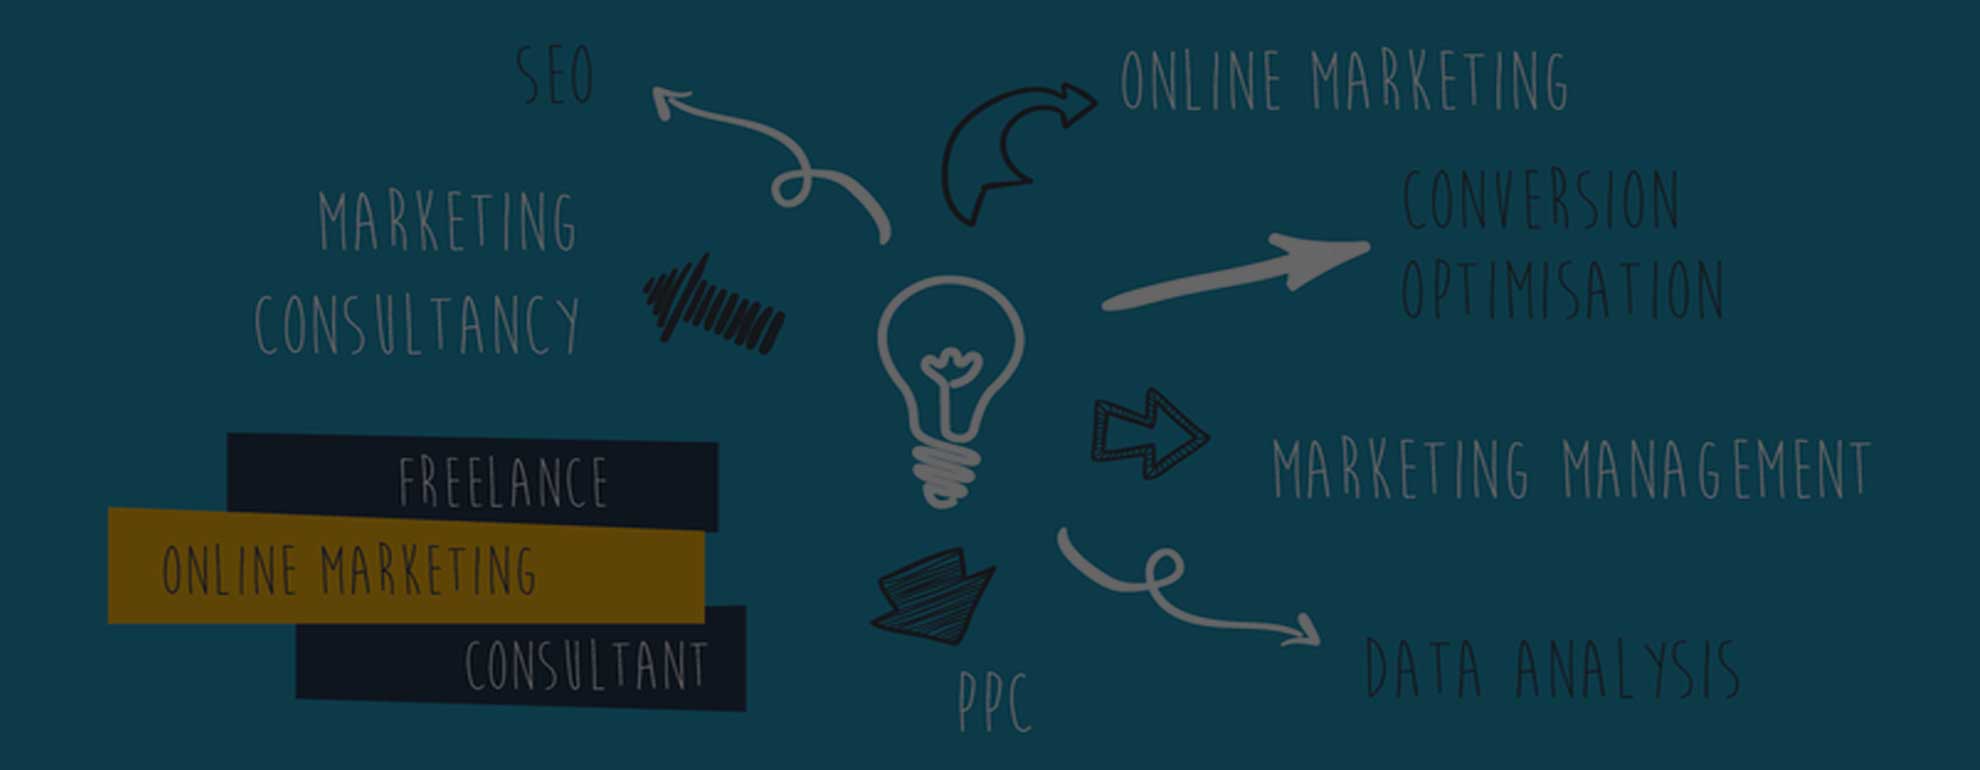 SEO
ONLINE MARKETING
MARKETING
CONSULTANCY
CONVERSION
OPTIMISATION
MARKETING MANAGEMENT
FREELANCE
ONLINE MARKETING
CONSULTANT
PPC
DATA ANALYSIS